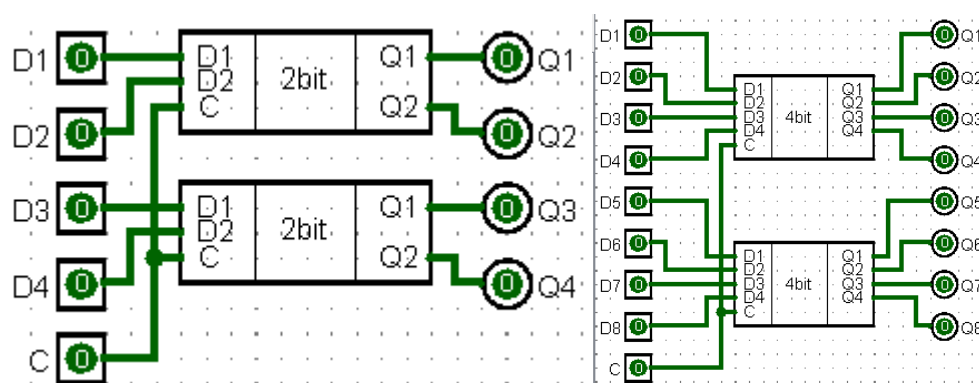 D1 0 D1 Q1 0 Q1
D2 2bit
D2 0 C Q2 0 Q2
D3 0 D1 Q1 0 Q3
D2 2bit
D4 0 C Q2 0 Q4
C 0
D1 0 0 Q1
D2 0 D1 Q1 0 Q2
D2 Q2
D3 0 D3 4bit Q3 0 Q3
D4 Q4
D4 0 C 0 Q4
D5 0 0 Q5
D6 0 D1 Q1 0 Q6
D2 Q2
D7 0 D3 4bit Q3 0 Q7
D4 Q4
D8 0 C 0 Q8
C 0